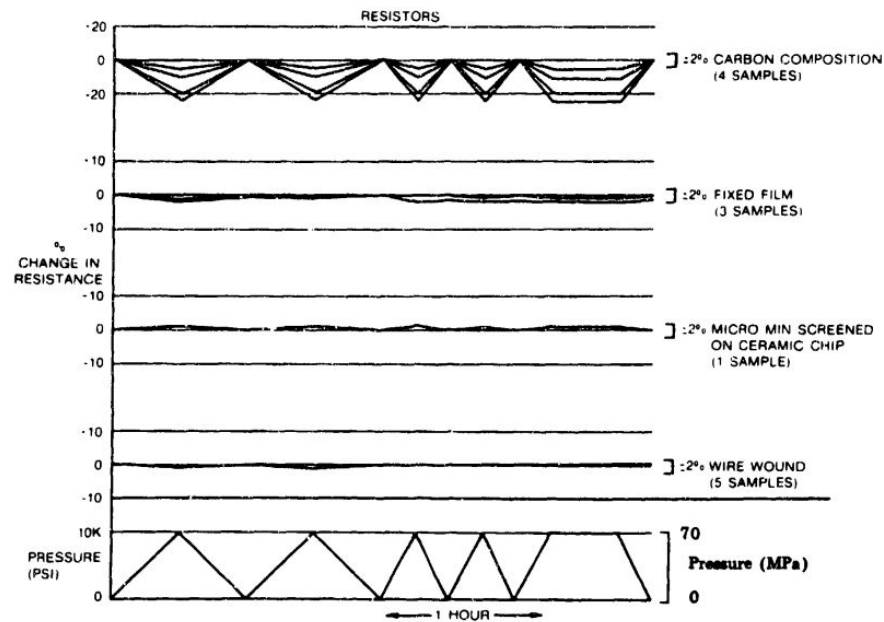 RESISTORS
-20
0
-20
±2% CARBON COMPOSITION
(4 SAMPLES)
-10
0
-10
±2% FIXED FILM
(3 SAMPLES)
%
CHANGE IN
RESISTANCE
-10
0
-10
±2% MICRO MIN SCREENED
ON CERAMIC CHIP
(1 SAMPLE)
-10
0
-10
±2% WIRE WOUND
(5 SAMPLES)
10K
PRESSURE
(PSI)
0
70
Pressure (MPa)
0
1 HOUR